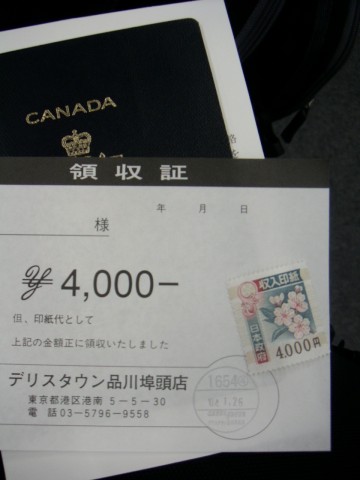 CANADA
領収証
年 月 日
様
¥4,000−
但、印紙代として
上記の金額正に領収いたしました
収入印紙
日本政府
4,000円
デリスタウン品川埠頭店
東京都港区港南 5-5-30
電 話 03-5796-9558